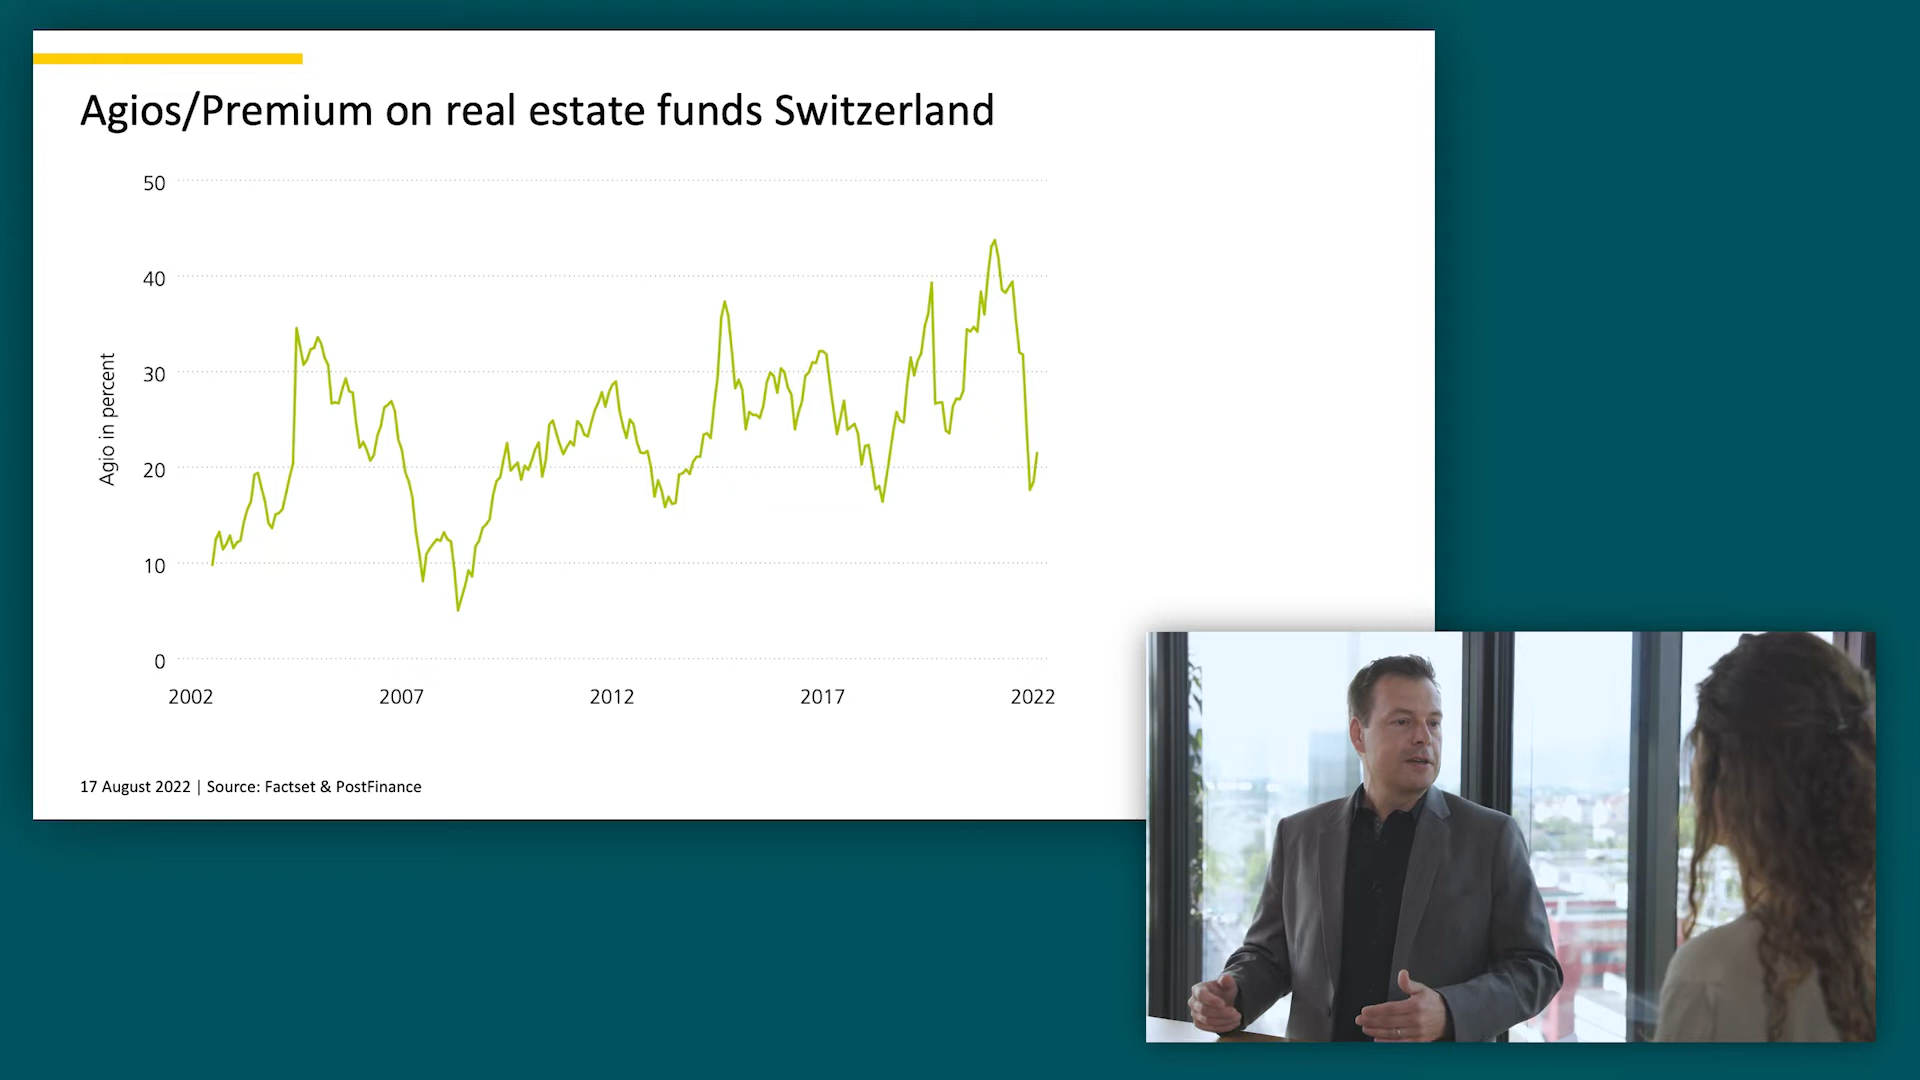 Agios/Premium on real estate funds Switzerland
50
40
30
20
10
0
Agio in percent
2002 2007 2012 2017 2022
17 August 2022 | Source: Factset & PostFinance